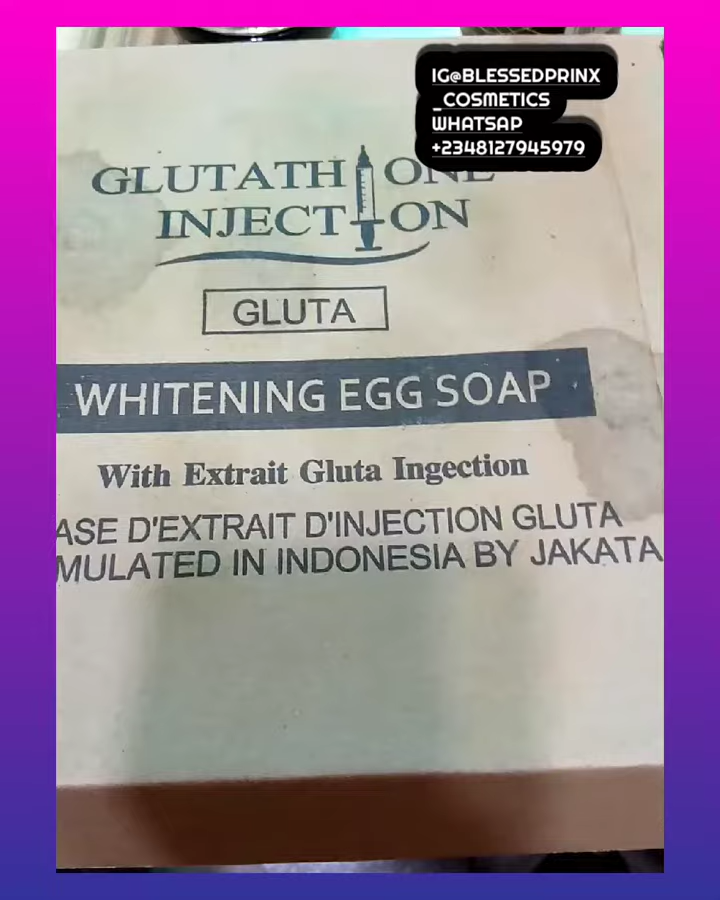 IG@BLESSEDPRINX
_COSMETICS
WHATSAP
+2348127945979
GLUTATHIONE
INJECTION
GLUTA
WHITENING EGG SOAP
With Extrait Gluta Ingection
ASE D'EXTRAIT D'INJECTION GLUTA
MULATED IN INDONESIA BY JAKATA